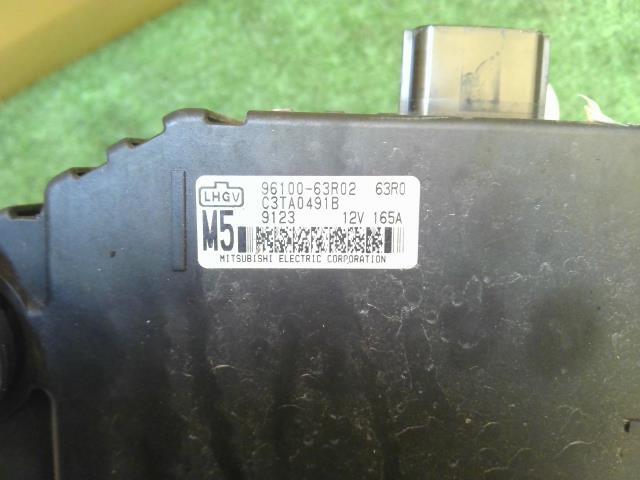 LHGV 96100-63R02 63R0
C3TA0491B
M5 9123 12V 165A
MITSUBISHI ELECTRIC CORPORATION